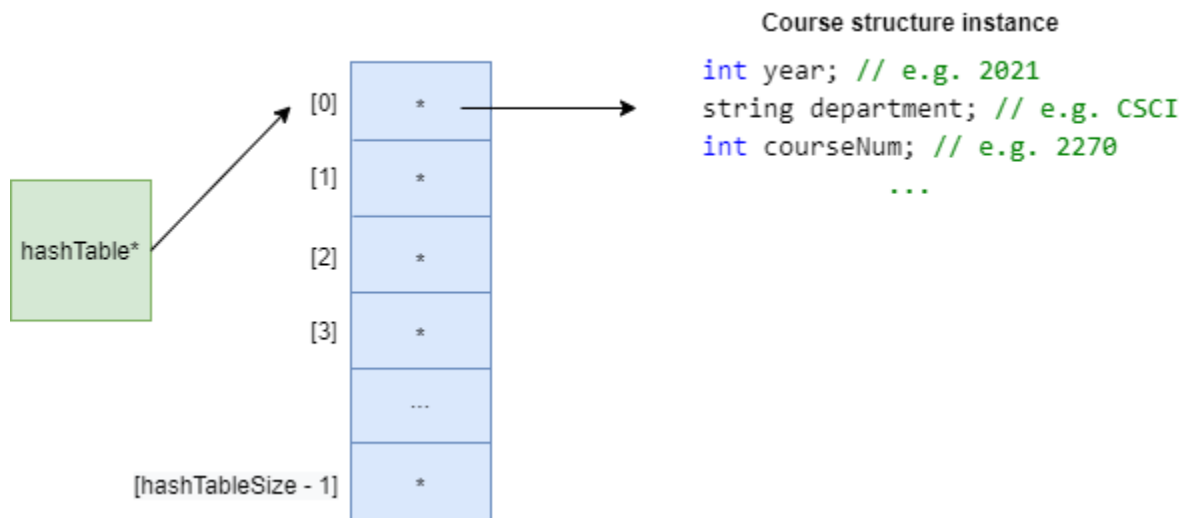 Course structure instance
int year; // e.g. 2021
string department; // e.g. CSCI
int courseNum; // e.g. 2270
...
hashTable*
[0] *
[1] *
[2] *
[3] *
...
[hashTableSize - 1] *